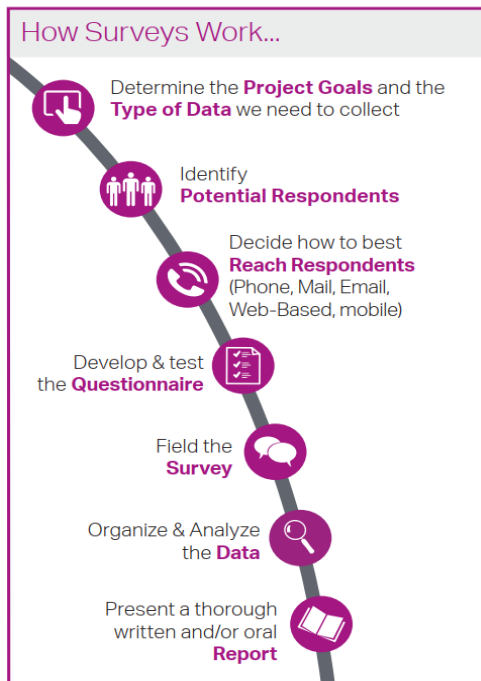 How Surveys Work...
Determine the Project Goals and the
Type of Data we need to collect
Identify
Potential Respondents
Decide how to best
Reach Respondents
(Phone, Mail, Email,
Web-Based, mobile)
Develop & test
the Questionnaire
Field the
Survey
Organize & Analyze
the Data
Present a thorough
written and/or oral
Report